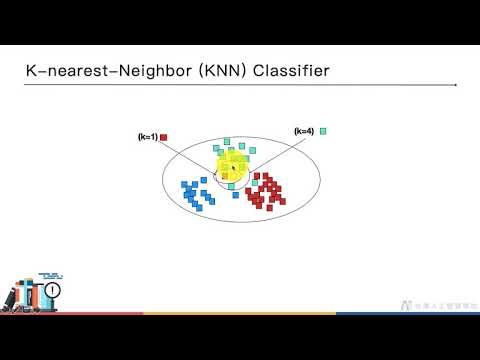 K-nearest-Neighbor (KNN) Classifier
(k=1)
(k=4)